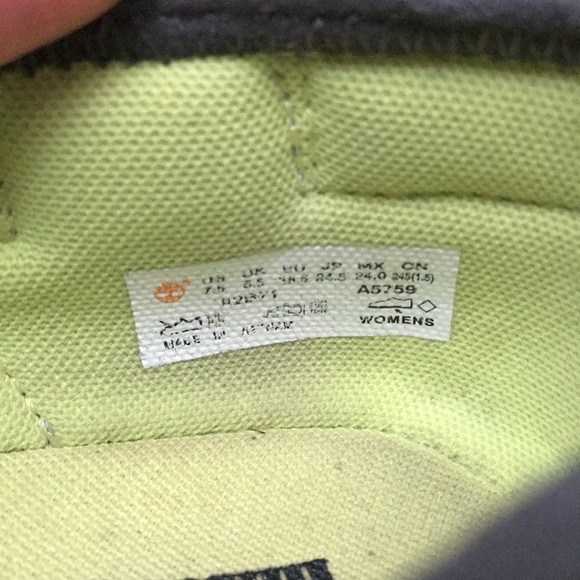 US UK EU JP MX CN
7.5 5.5 38.5 24.5 24.0 245(1.5)
A5759
WOMENS
MADE IN VIETNAM